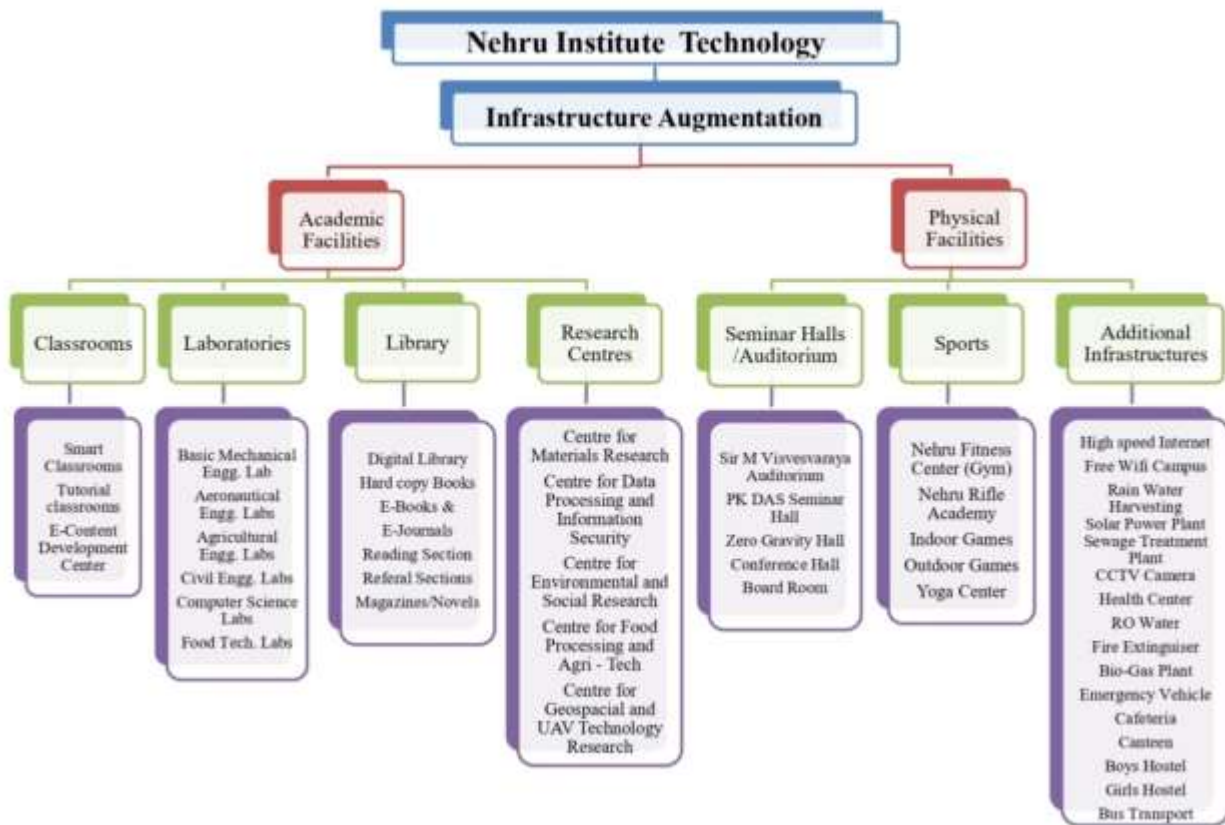 Nehru Institute Technology
Infrastructure Augmentation
Academic
Facilities
Physical
Facilities
Classrooms
Laboratories
Library
Research
Centres
Seminar Halls
/Auditorium
Sports
Additional
Infrastructures
Smart
Classrooms
Tutorial
classrooms
E-Content
Development
Center
Basic Mechanical
Engg. Lab
Aeronautical
Engg. Labs
Agricultural
Engg. Labs
Civil Engg. Labs
Computer Science
Labs
Food Tech. Labs
Digital Library
Hard copy Books
E-Books &
E-Journals
Reading Section
Referal Sections
Magazines/Novels
Centre for
Materials Research
Centre for Data
Processing and
Information
Security
Centre for
Environmental and
Social Research
Centre for Food
Processing and
Agri - Tech
Centre for
Geospacial and
UAV Technology
Research
Sir M Visvesvaraya
Auditorium
PK DAS Seminar
Hall
Zero Gravity Hall
Conference Hall
Board Room
Nehru Fitness
Center (Gym)
Nehru Rifle
Academy
Indoor Games
Outdoor Games
Yoga Center
High speed Internet
Free Wifi Campus
Rain Water
Harvesting
Solar Power Plant
Sewage Treatment
Plant
CCTV Camera
Health Center
RO Water
Fire Extinguiser
Bio-Gas Plant
Emergency Vehicle
Cafeteria
Canteen
Boys Hostel
Girls Hostel
Bus Transport